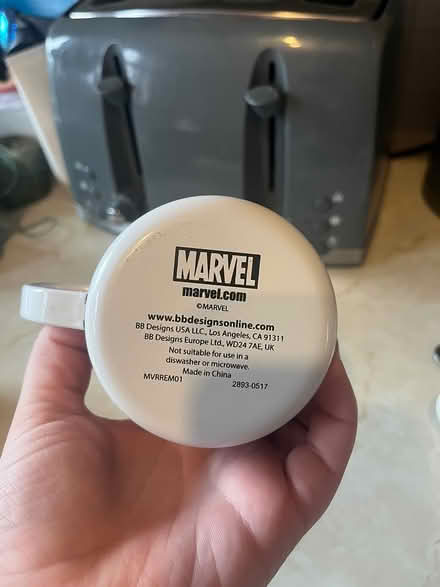 MARVEL
marvel.com
©MARVEL
www.bbdesignsonline.com
BB Designs USA LLC., Los Angeles, CA 91311
BB Designs Europe Ltd., WD24 7AE, UK
Not suitable for use in a
diswasher or microwave.
Made in China
MVRREM01
2893-0517